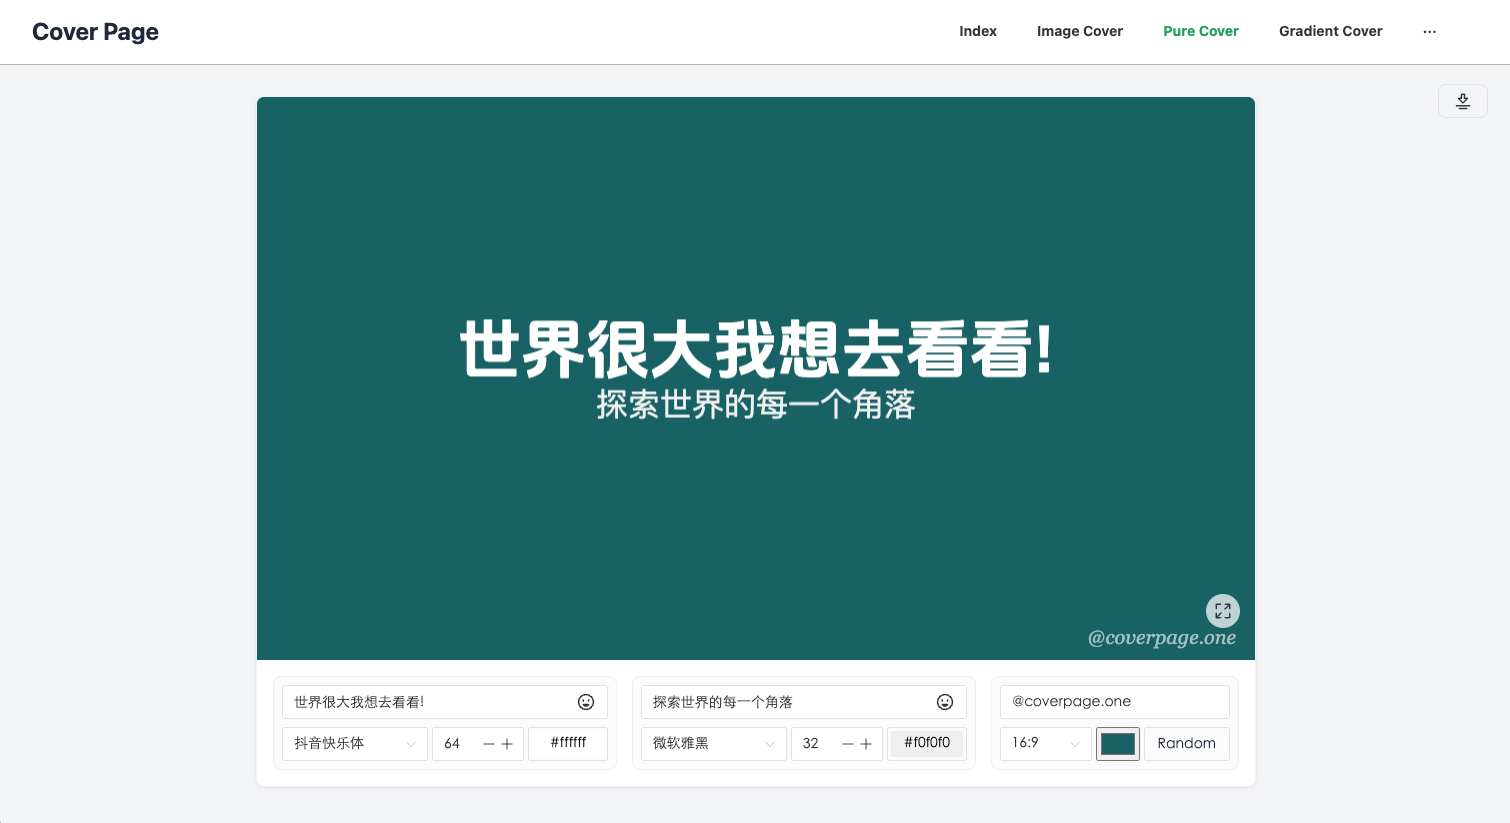 Cover Page
Index
Image Cover
Pure Cover
Gradient Cover
···
世界很大我想去看看!
探索世界的每一个角落
@coverpage.one
世界很大我想去看看!
抖音快乐体
64
#ffffff
探索世界的每一个角落
微软雅黑
32
#f0f0f0
@coverpage.one
16:9
Random